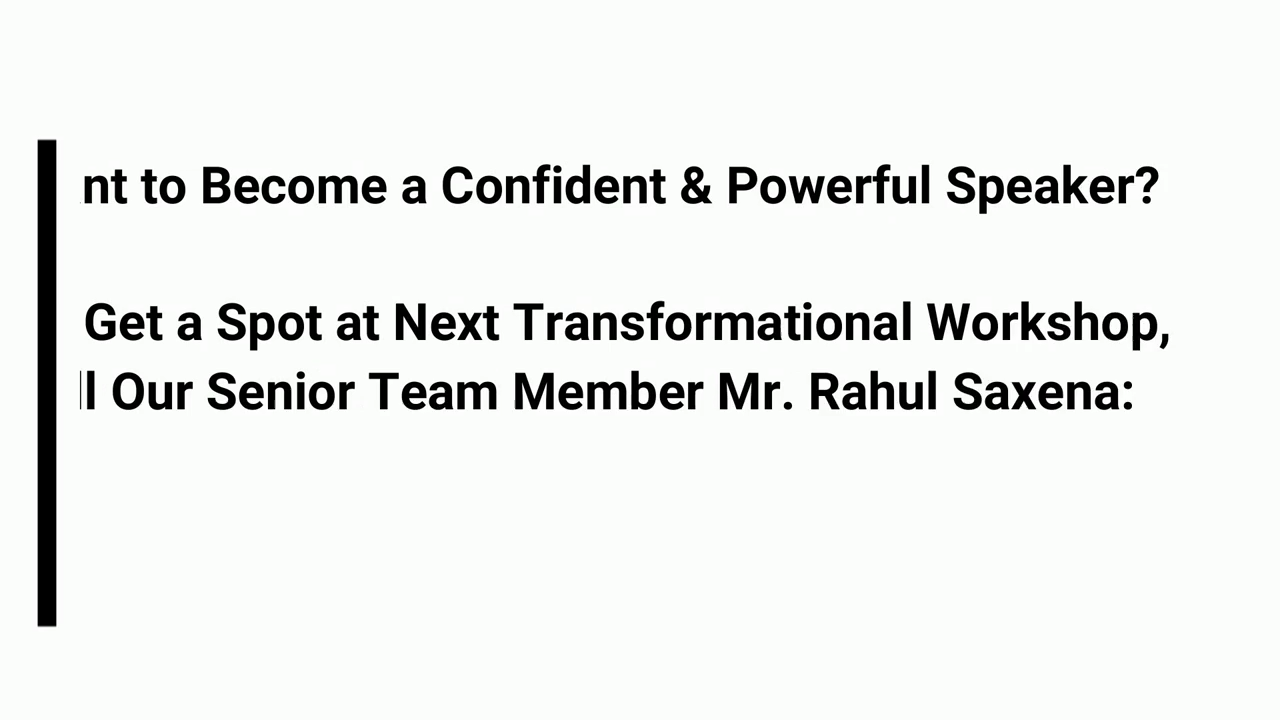 nt to Become a Confident & Powerful Speaker?
Get a Spot at Next Transformational Workshop,
l Our Senior Team Member Mr. Rahul Saxena: